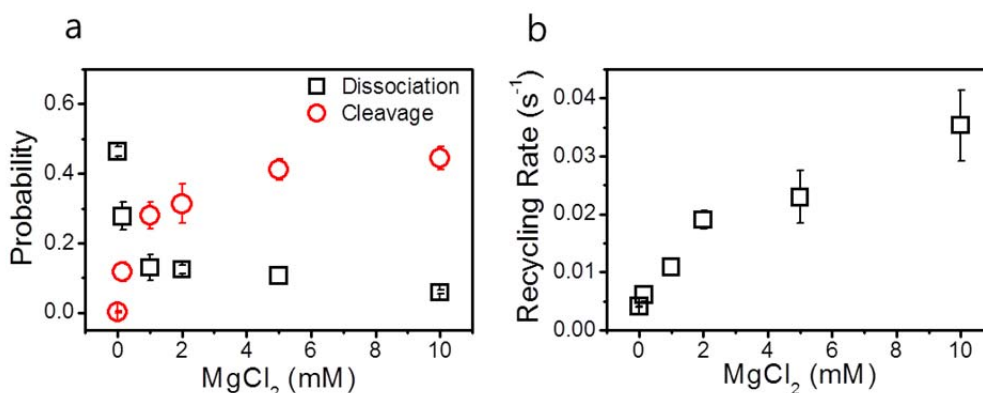 a
Probability
0.6
0.4
0.2
0.0
Dissociation
Cleavage
0 2 4 6 8 10
MgCl₂ (mM)
b
Recycling Rate (s⁻¹)
0.04
0.03
0.02
0.01
0.00
0 2 4 6 8 10
MgCl₂ (mM)